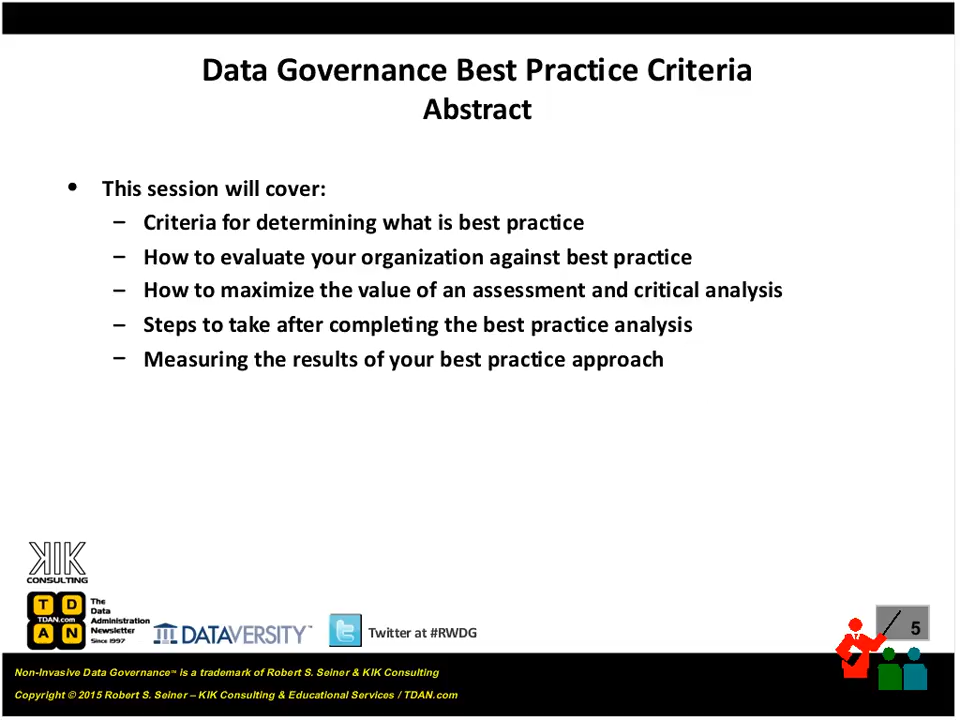 Data Governance Best Practice Criteria
Abstract
• This session will cover:
– Criteria for determining what is best practice
– How to evaluate your organization against best practice
– How to maximize the value of an assessment and critical analysis
– Steps to take after completing the best practice analysis
– Measuring the results of your best practice approach
KIK
CONSULTING
T D
TDAN.com
A N
The
Data
Administration
Newsletter
Since 1997
DATAVERSITY™
Twitter at #RWDG
5
Non-Invasive Data Governance™ is a trademark of Robert S. Seiner & KIK Consulting
Copyright © 2015 Robert S. Seiner – KIK Consulting & Educational Services / TDAN.com